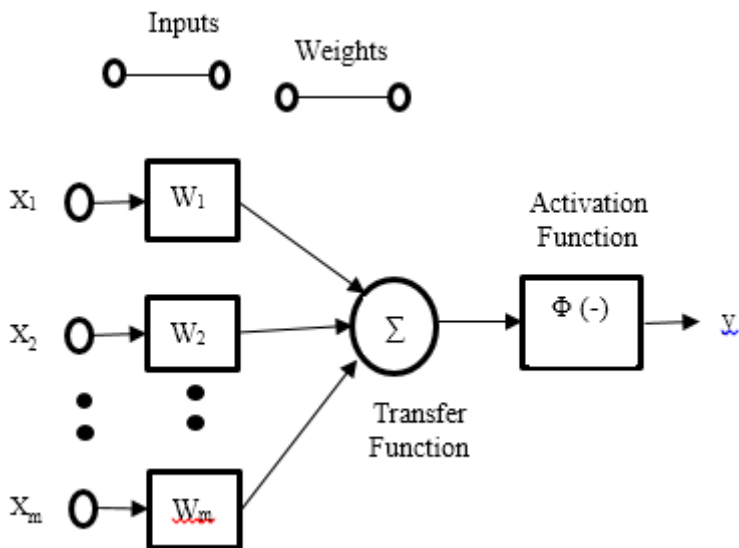 Inputs
Weights
X₁
W₁
Activation
Function
Φ (-)
X₂
W₂
Σ
y
Transfer
Function
Xₘ
Wₘ